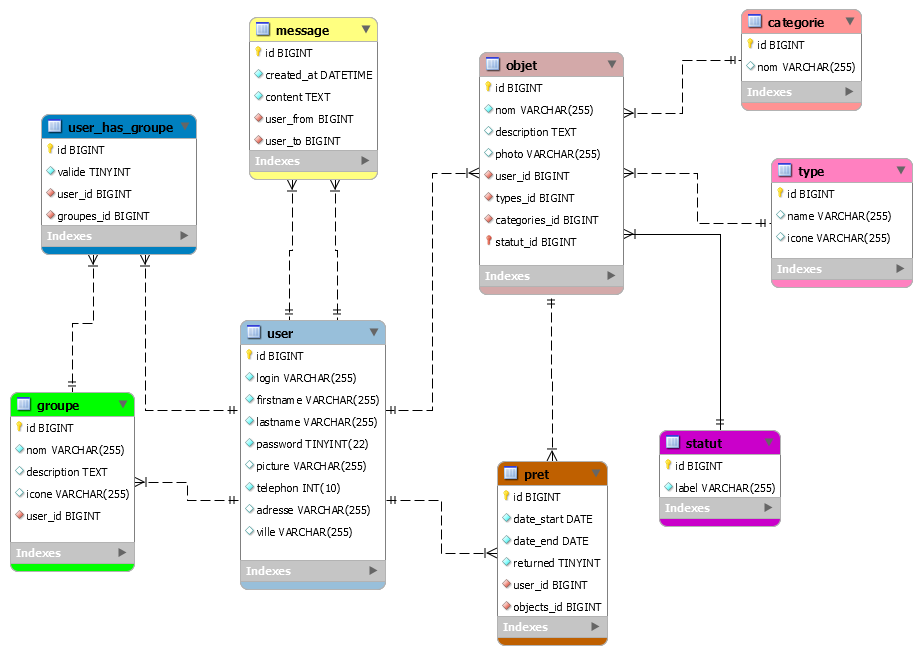 message
id BIGINT
created_at DATETIME
content TEXT
user_from BIGINT
user_to BIGINT
Indexes
categorie
id BIGINT
nom VARCHAR(255)
Indexes
objet
id BIGINT
nom VARCHAR(255)
description TEXT
photo VARCHAR(255)
user_id BIGINT
types_id BIGINT
categories_id BIGINT
statut_id BIGINT
Indexes
user_has_groupe
id BIGINT
valide TINYINT
user_id BIGINT
groupes_id BIGINT
Indexes
type
id BIGINT
name VARCHAR(255)
icone VARCHAR(255)
Indexes
user
id BIGINT
login VARCHAR(255)
firstname VARCHAR(255)
lastname VARCHAR(255)
password TINYINT(22)
picture VARCHAR(255)
telephon INT(10)
adresse VARCHAR(255)
ville VARCHAR(255)
Indexes
groupe
id BIGINT
nom VARCHAR(255)
description TEXT
icone VARCHAR(255)
user_id BIGINT
Indexes
statut
id BIGINT
label VARCHAR(255)
Indexes
pret
id BIGINT
date_start DATE
date_end DATE
returned TINYINT
user_id BIGINT
objects_id BIGINT
Indexes